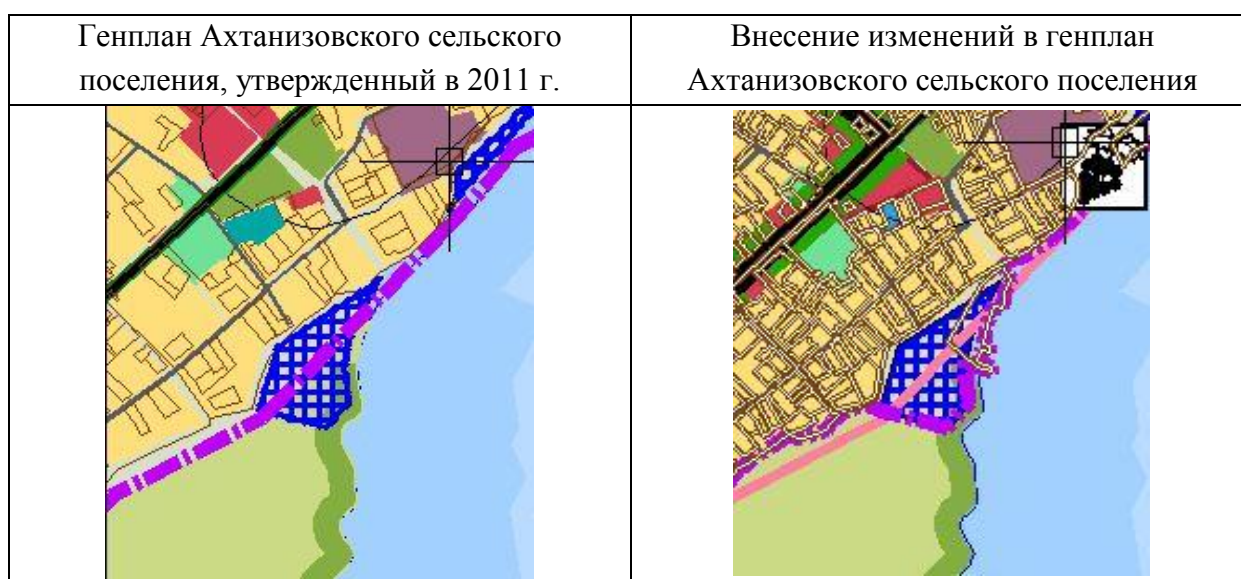 Генплан Ахтанизовского сельского
поселения, утвержденный в 2011 г.
Внесение изменений в генплан
Ахтанизовского сельского поселения